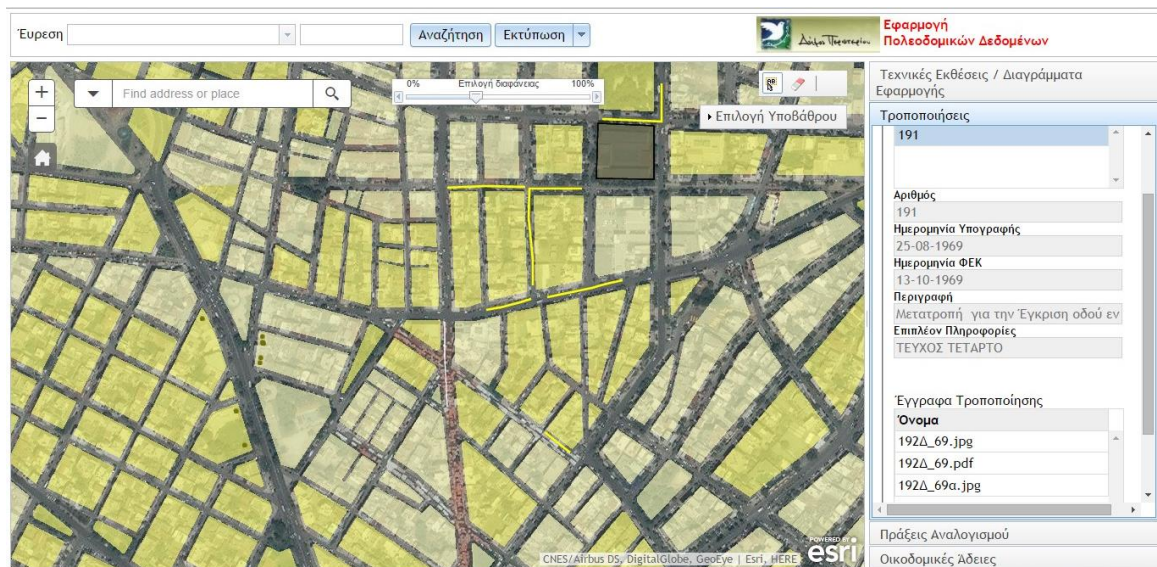 Έυρεση
Αναζήτηση
Εκτύπωση
Δήμος Περιστερίου
Εφαρμογή
Πολεοδομικών Δεδομένων
+
−
Find address or place
0% Επιλογή διαφάνειας 100%
Επιλογή Υποβάθρου
Τεχνικές Εκθέσεις / Διαγράμματα
Εφαρμογής
Τροποποιήσεις
191
Αριθμός
191
Ημερομηνία Υπογραφής
25-08-1969
Ημερομηνία ΦΕΚ
13-10-1969
Περιγραφή
Μετατροπή για την Έγκριση οδού εν
Επιπλέον Πληροφορίες
ΤΕΥΧΟΣ ΤΕΤΑΡΤΟ
Έγγραφα Τροποποίησης
Όνομα
192Δ_69.jpg
192Δ_69.pdf
192Δ_69α.jpg
Πράξεις Αναλογισμού
Οικοδομικές Άδειες
CNES/Airbus DS, DigitalGlobe, GeoEye | Esri, HERE
POWERED BY
esri